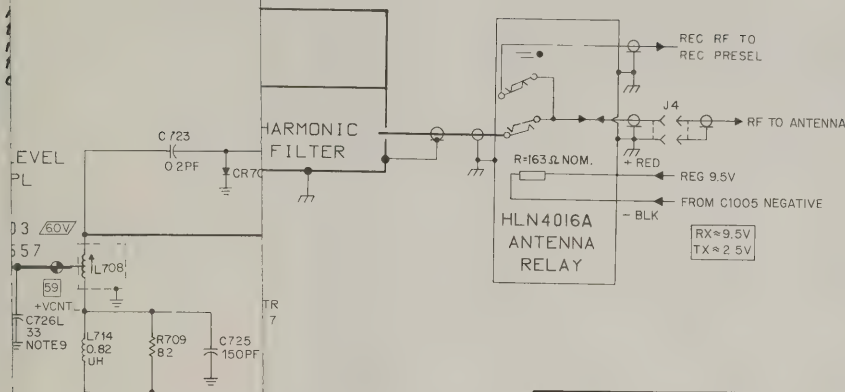 REC RF TO
REC PRESEL
J4
RF TO ANTENNA
C723
0.2PF
HARMONIC
FILTER
EVEL
PL
R=163Ω NOM.
+ RED
REG 9.5V
FROM C1005 NEGATIVE
- BLK
HLN4016A
ANTENNA
RELAY
RX≈9.5V
TX≈2.5V
03 60V
557
L708
59
+VCNT
C726L
33
NOTE9
L714
0.82
UH
R709
82
C725
150PF
TR
7